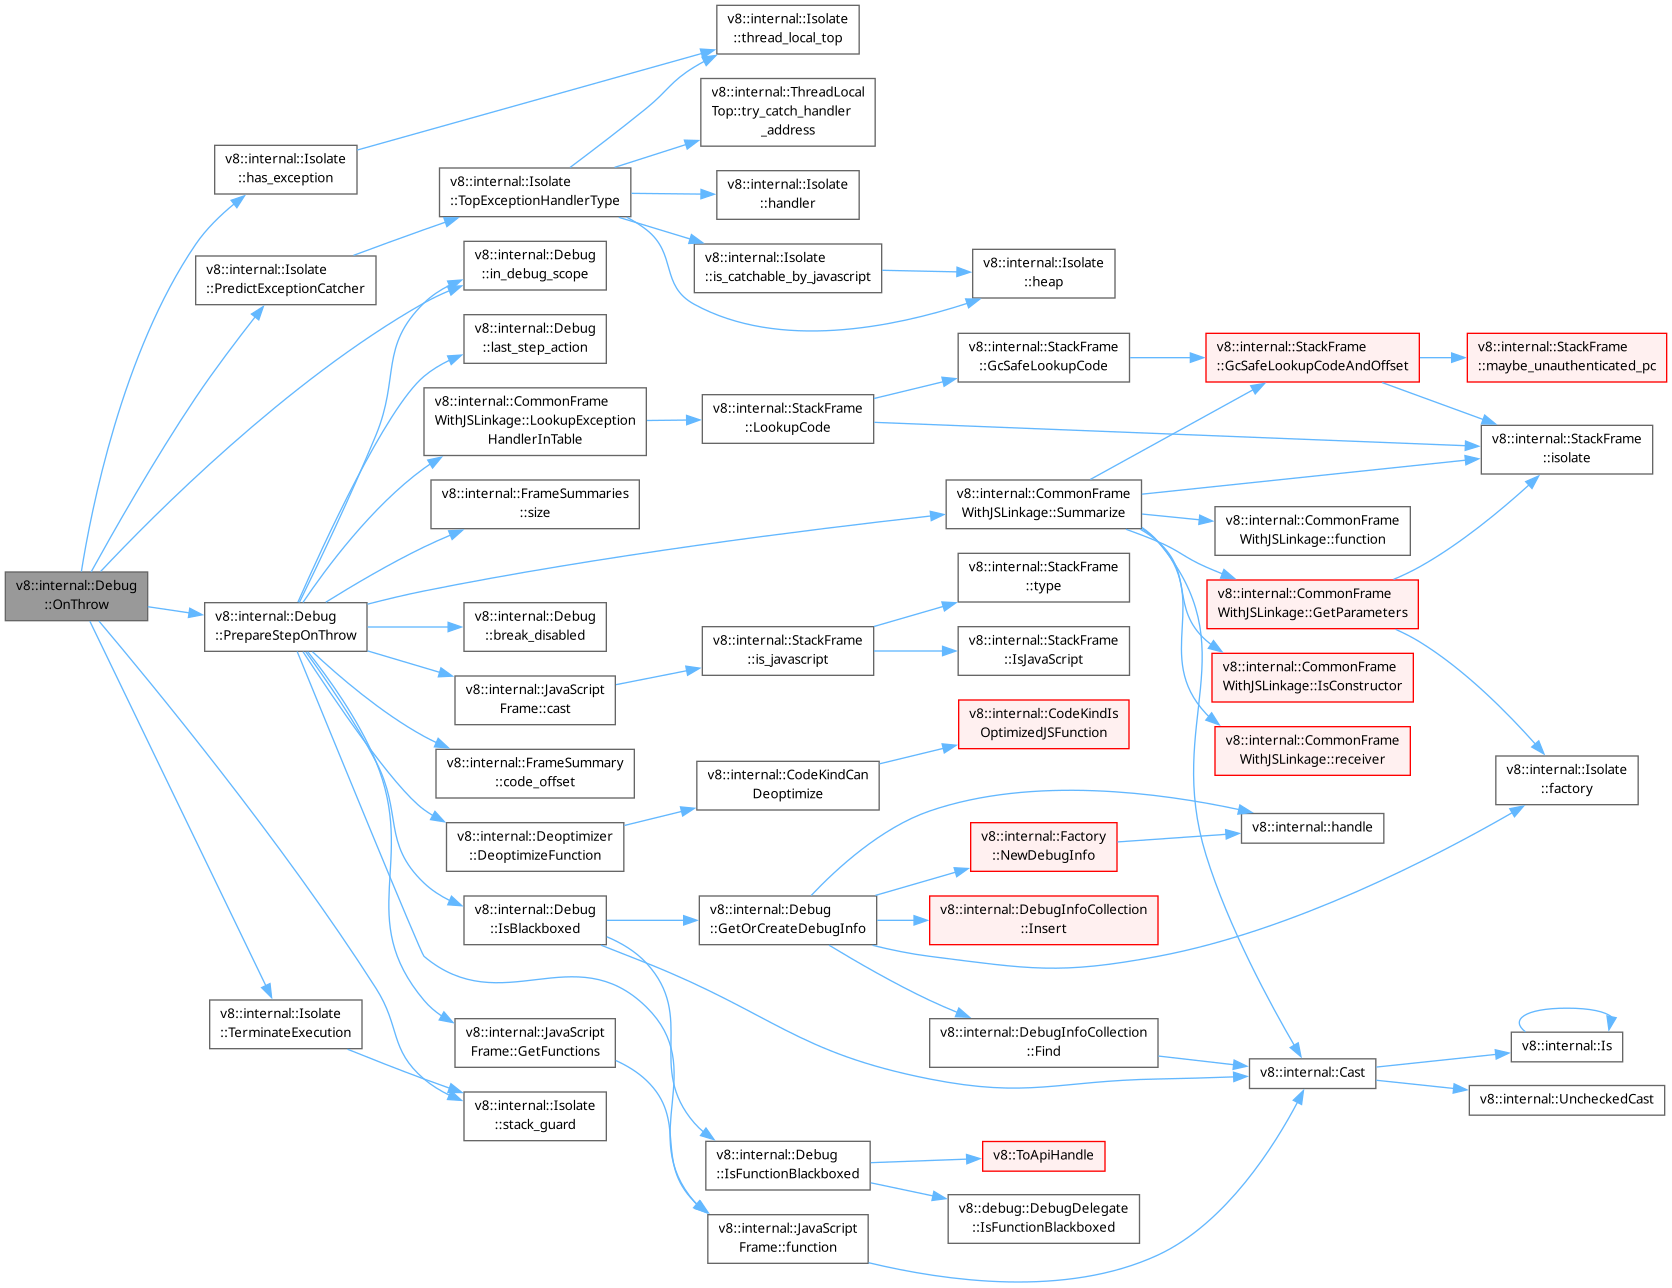 v8::internal::Debug
::OnThrow
v8::internal::Isolate
::has_exception
v8::internal::Isolate
::PredictExceptionCatcher
v8::internal::Debug
::PrepareStepOnThrow
v8::internal::Isolate
::TerminateExecution
v8::internal::Isolate
::TopExceptionHandlerType
v8::internal::Debug
::in_debug_scope
v8::internal::Debug
::last_step_action
v8::internal::CommonFrame
WithJSLinkage::LookupException
HandlerInTable
v8::internal::FrameSummaries
::size
v8::internal::Debug
::break_disabled
v8::internal::JavaScript
Frame::cast
v8::internal::FrameSummary
::code_offset
v8::internal::Deoptimizer
::DeoptimizeFunction
v8::internal::Debug
::IsBlackboxed
v8::internal::JavaScript
Frame::GetFunctions
v8::internal::Isolate
::stack_guard
v8::internal::Isolate
::thread_local_top
v8::internal::ThreadLocal
Top::try_catch_handler
_address
v8::internal::Isolate
::handler
v8::internal::Isolate
::is_catchable_by_javascript
v8::internal::StackFrame
::LookupCode
v8::internal::StackFrame
::is_javascript
v8::internal::CodeKindCan
Deoptimize
v8::internal::Debug
::GetOrCreateDebugInfo
v8::internal::Debug
::IsFunctionBlackboxed
v8::internal::JavaScript
Frame::function
v8::internal::Isolate
::heap
v8::internal::StackFrame
::GcSafeLookupCode
v8::internal::CommonFrame
WithJSLinkage::Summarize
v8::internal::StackFrame
::type
v8::internal::StackFrame
::IsJavaScript
v8::internal::CodeKindIs
OptimizedJSFunction
v8::internal::Factory
::NewDebugInfo
v8::internal::DebugInfoCollection
::Insert
v8::internal::DebugInfoCollection
::Find
v8::ToApiHandle
v8::debug::DebugDelegate
::IsFunctionBlackboxed
v8::internal::StackFrame
::GcSafeLookupCodeAndOffset
v8::internal::CommonFrame
WithJSLinkage::function
v8::internal::CommonFrame
WithJSLinkage::GetParameters
v8::internal::CommonFrame
WithJSLinkage::IsConstructor
v8::internal::CommonFrame
WithJSLinkage::receiver
v8::internal::handle
v8::internal::Cast
v8::internal::StackFrame
::maybe_unauthenticated_pc
v8::internal::StackFrame
::isolate
v8::internal::Isolate
::factory
v8::internal::Is
v8::internal::UncheckedCast